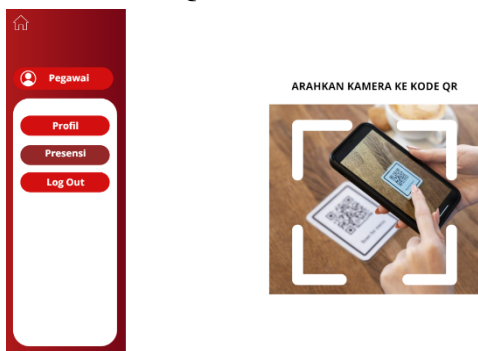 Pegawai
Profil
Presensi
Log Out
ARAHKAN KAMERA KE KODE QR